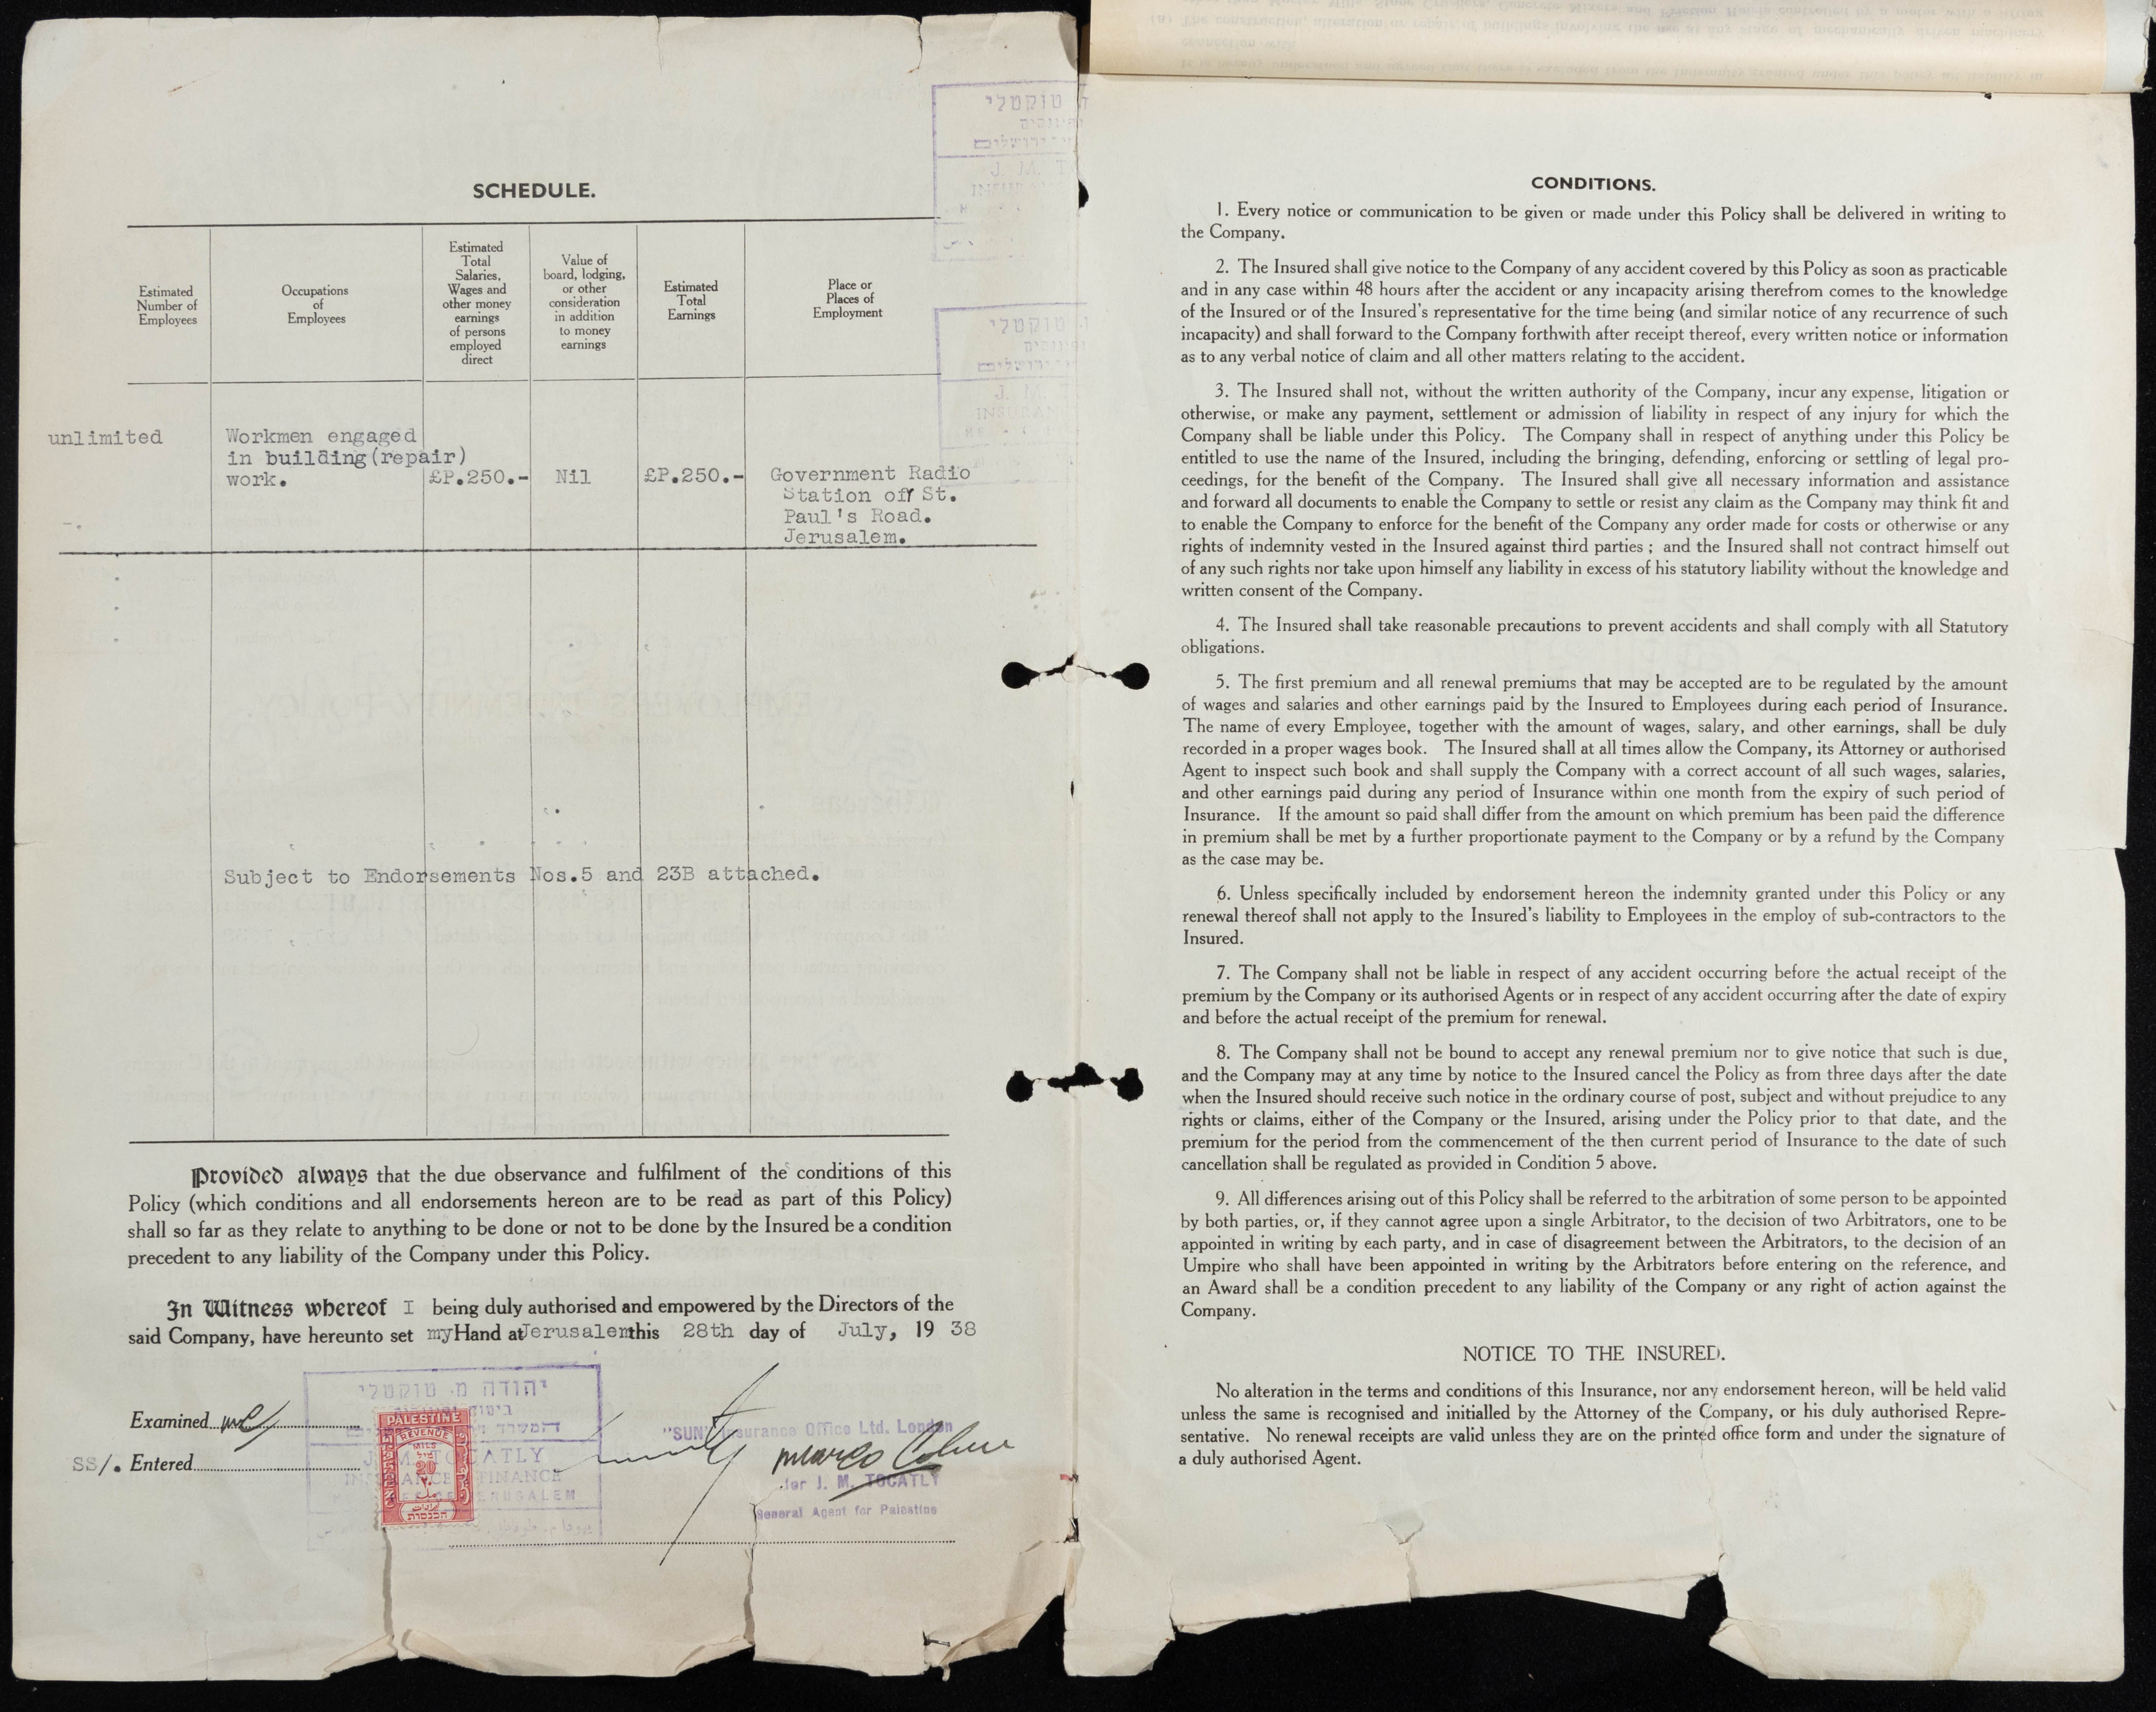 SCHEDULE.
Estimated
Number of
Employees
Occupations
of
Employees
Estimated
Total
Salaries,
Wages and
other money
earnings
of persons
employed
direct
Value of
board, lodging,
or other
consideration
in addition
to money
earnings
Estimated
Total
Earnings
Place or
Places of
Employment
unlimited
Workmen engaged
in building(repair)
work.
£P.250.-
Nil
£P.250.-
Government Radio
Station off St.
Paul's Road.
Jerusalem.
Subject to Endorsements Nos.5 and 23B attached.
Provided always that the due observance and fulfilment of the conditions of this
Policy (which conditions and all endorsements hereon are to be read as part of this Policy)
shall so far as they relate to anything to be done or not to be done by the Insured be a condition
precedent to any liability of the Company under this Policy.
In Witness whereof I being duly authorised and empowered by the Directors of the
said Company, have hereunto set my Hand at Jerusalem this 28th day of July, 19 38
יהודה מ. טוקטלי
Examined
SS/. Entered
PALESTINE
REVENUE
MILS
20
הכנסות
J. M. TOCATLY
INSURANCE FINANCE
JERUSALEM
"SUN" Insurance Office Ltd. London
Marco Cohen
J. M. TOCATLY
General Agent for Palestine
טוקטלי
J. M. T
טוקטלי
J. M.
INSURAN
CONDITIONS.
1. Every notice or communication to be given or made under this Policy shall be delivered in writing to
the Company.
2. The Insured shall give notice to the Company of any accident covered by this Policy as soon as practicable
and in any case within 48 hours after the accident or any incapacity arising therefrom comes to the knowledge
of the Insured or of the Insured's representative for the time being (and similar notice of any recurrence of such
incapacity) and shall forward to the Company forthwith after receipt thereof, every written notice or information
as to any verbal notice of claim and all other matters relating to the accident.
3. The Insured shall not, without the written authority of the Company, incur any expense, litigation or
otherwise, or make any payment, settlement or admission of liability in respect of any injury for which the
Company shall be liable under this Policy. The Company shall in respect of anything under this Policy be
entitled to use the name of the Insured, including the bringing, defending, enforcing or settling of legal pro-
ceedings, for the benefit of the Company. The Insured shall give all necessary information and assistance
and forward all documents to enable the Company to settle or resist any claim as the Company may think fit and
to enable the Company to enforce for the benefit of the Company any order made for costs or otherwise or any
rights of indemnity vested in the Insured against third parties ; and the Insured shall not contract himself out
of any such rights nor take upon himself any liability in excess of his statutory liability without the knowledge and
written consent of the Company.
4. The Insured shall take reasonable precautions to prevent accidents and shall comply with all Statutory
obligations.
5. The first premium and all renewal premiums that may be accepted are to be regulated by the amount
of wages and salaries and other earnings paid by the Insured to Employees during each period of Insurance.
The name of every Employee, together with the amount of wages, salary, and other earnings, shall be duly
recorded in a proper wages book. The Insured shall at all times allow the Company, its Attorney or authorised
Agent to inspect such book and shall supply the Company with a correct account of all such wages, salaries,
and other earnings paid during any period of Insurance within one month from the expiry of such period of
Insurance. If the amount so paid shall differ from the amount on which premium has been paid the difference
in premium shall be met by a further proportionate payment to the Company or by a refund by the Company
as the case may be.
6. Unless specifically included by endorsement hereon the indemnity granted under this Policy or any
renewal thereof shall not apply to the Insured's liability to Employees in the employ of sub-contractors to the
Insured.
7. The Company shall not be liable in respect of any accident occurring before the actual receipt of the
premium by the Company or its authorised Agents or in respect of any accident occurring after the date of expiry
and before the actual receipt of the premium for renewal.
8. The Company shall not be bound to accept any renewal premium nor to give notice that such is due,
and the Company may at any time by notice to the Insured cancel the Policy as from three days after the date
when the Insured should receive such notice in the ordinary course of post, subject and without prejudice to any
rights or claims, either of the Company or the Insured, arising under the Policy prior to that date, and the
premium for the period from the commencement of the then current period of Insurance to the date of such
cancellation shall be regulated as provided in Condition 5 above.
9. All differences arising out of this Policy shall be referred to the arbitration of some person to be appointed
by both parties, or, if they cannot agree upon a single Arbitrator, to the decision of two Arbitrators, one to be
appointed in writing by each party, and in case of disagreement between the Arbitrators, to the decision of an
Umpire who shall have been appointed in writing by the Arbitrators before entering on the reference, and
an Award shall be a condition precedent to any liability of the Company or any right of action against the
Company.
NOTICE TO THE INSURED.
No alteration in the terms and conditions of this Insurance, nor any endorsement hereon, will be held valid
unless the same is recognised and initialled by the Attorney of the Company, or his duly authorised Repre-
sentative. No renewal receipts are valid unless they are on the printed office form and under the signature of
a duly authorised Agent.